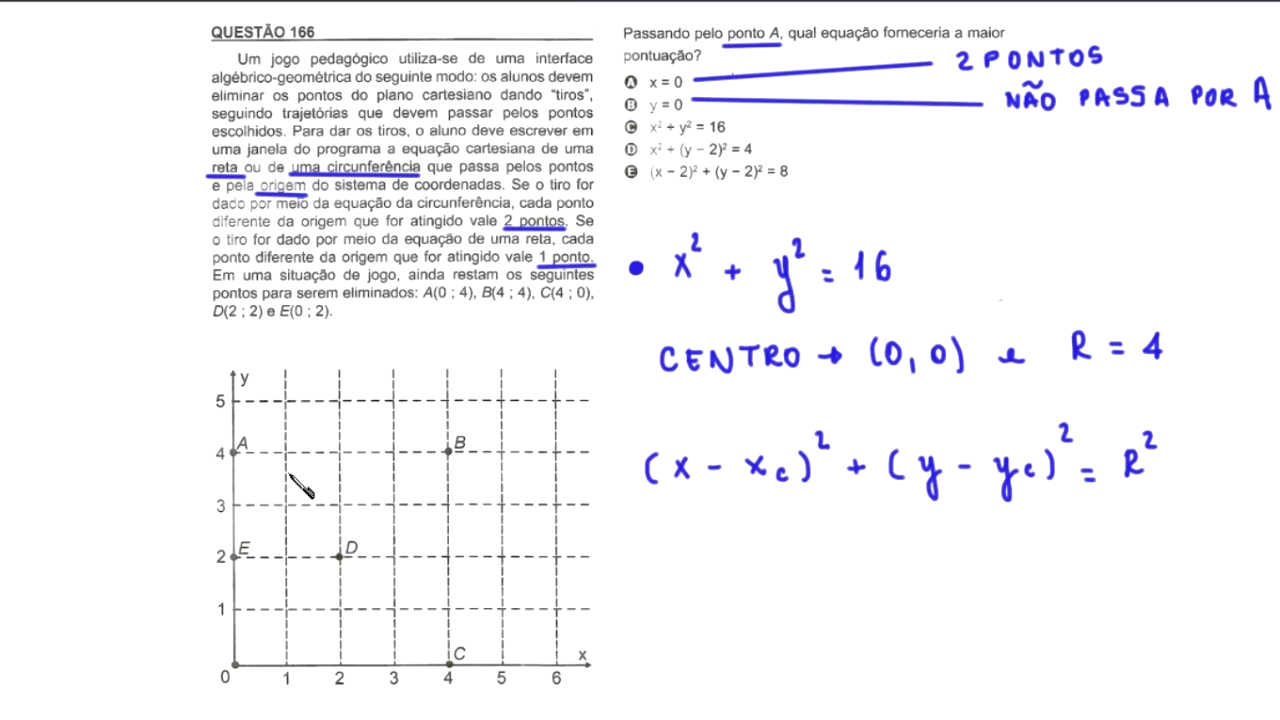 QUESTÃO 166
Um jogo pedagógico utiliza-se de uma interface
algébrico-geométrica do seguinte modo: os alunos devem
eliminar os pontos do plano cartesiano dando “tiros”,
seguindo trajetórias que devem passar pelos pontos
escolhidos. Para dar os tiros, o aluno deve escrever em
uma janela do programa a equação cartesiana de uma
reta ou de uma circunferência que passa pelos pontos
e pela origem do sistema de coordenadas. Se o tiro for
dado por meio da equação da circunferência, cada ponto
diferente da origem que for atingido vale 2 pontos. Se
o tiro for dado por meio da equação de uma reta, cada
ponto diferente da origem que for atingido vale 1 ponto.
Em uma situação de jogo, ainda restam os seguintes
pontos para serem eliminados: A(0 ; 4), B(4 ; 4), C(4 ; 0),
D(2 ; 2) e E(0 ; 2).
y
5
4 A B
3
2 E D
1
C x
0 1 2 3 4 5 6
Passando pelo ponto A, qual equação forneceria a maior
pontuação?
A x = 0 2 PONTOS
B y = 0 NÃO PASSA POR A
C x² + y² = 16
D x² + (y − 2)² = 4
E (x − 2)² + (y − 2)² = 8
• x² + y² = 16
CENTRO → (0,0) e R = 4
(x - xc)² + (y - yc)² = R²